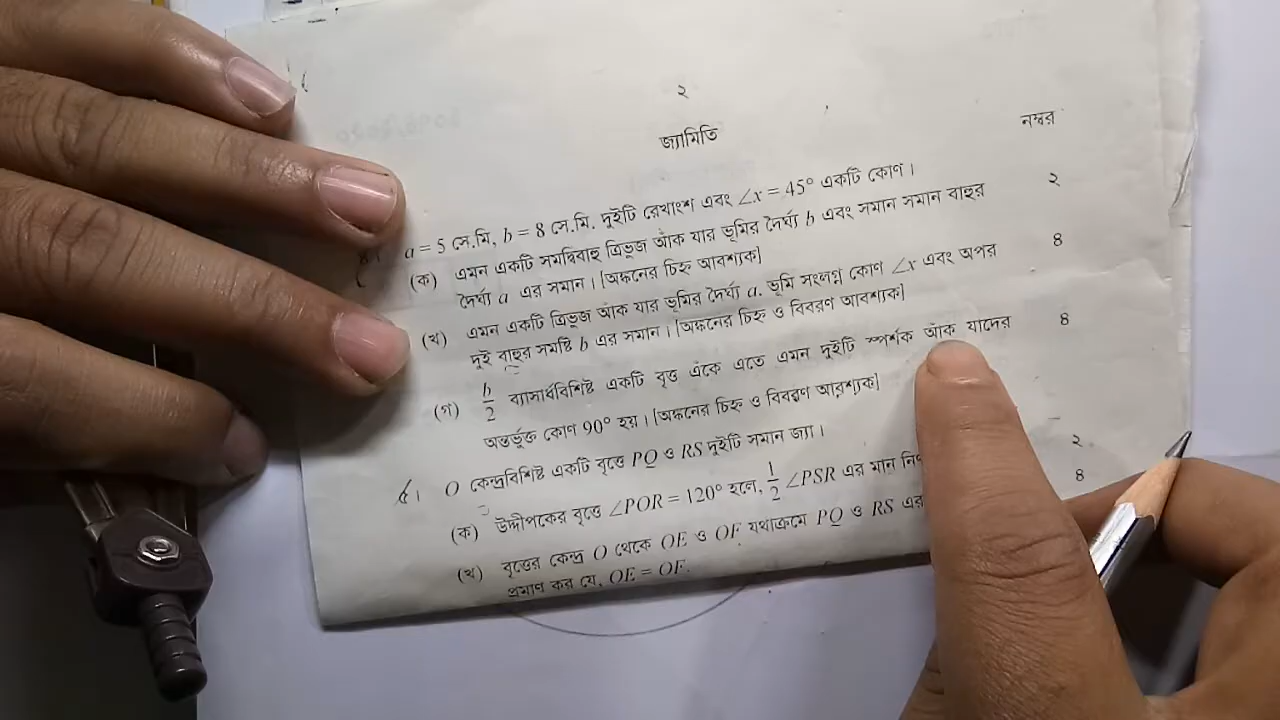 ২
জ্যামিতি
নম্বর
৪। a = 5 সে.মি, b = 8 সে.মি. দুইটি রেখাংশ এবং ∠x = 45° একটি কোণ।
(ক) এমন একটি সমদ্বিবাহু ত্রিভুজ আঁক যার ভূমির দৈর্ঘ্য b এবং সমান সমান বাহুর ২
দৈর্ঘ্য a এর সমান। [অঙ্কনের চিহ্ন আবশ্যক]
(খ) এমন একটি ত্রিভুজ আঁক যার ভূমির দৈর্ঘ্য a. ভূমি সংলগ্ন কোণ ∠x এবং অপর ৪
দুই বাহুর সমষ্টি b এর সমান। [অঙ্কনের চিহ্ন ও বিবরণ আবশ্যক]
(গ) b/2 ব্যাসার্ধবিশিষ্ট একটি বৃত্ত এঁকে এতে এমন দুইটি স্পর্শক আঁক যাদের ৪
অন্তর্ভুক্ত কোণ 90° হয়। [অঙ্কনের চিহ্ন ও বিবরণ আবশ্যক]
৫। O কেন্দ্রবিশিষ্ট একটি বৃত্তে PQ ও RS দুইটি সমান জ্যা।
(ক) উদ্দীপকের বৃত্তে ∠POR = 120° হলে, 1/2 ∠PSR এর মান ২
(খ) বৃত্তের কেন্দ্র O থেকে OE ও OF যথাক্রমে PQ ও RS এর ৪
প্রমাণ কর যে, OE = OF.